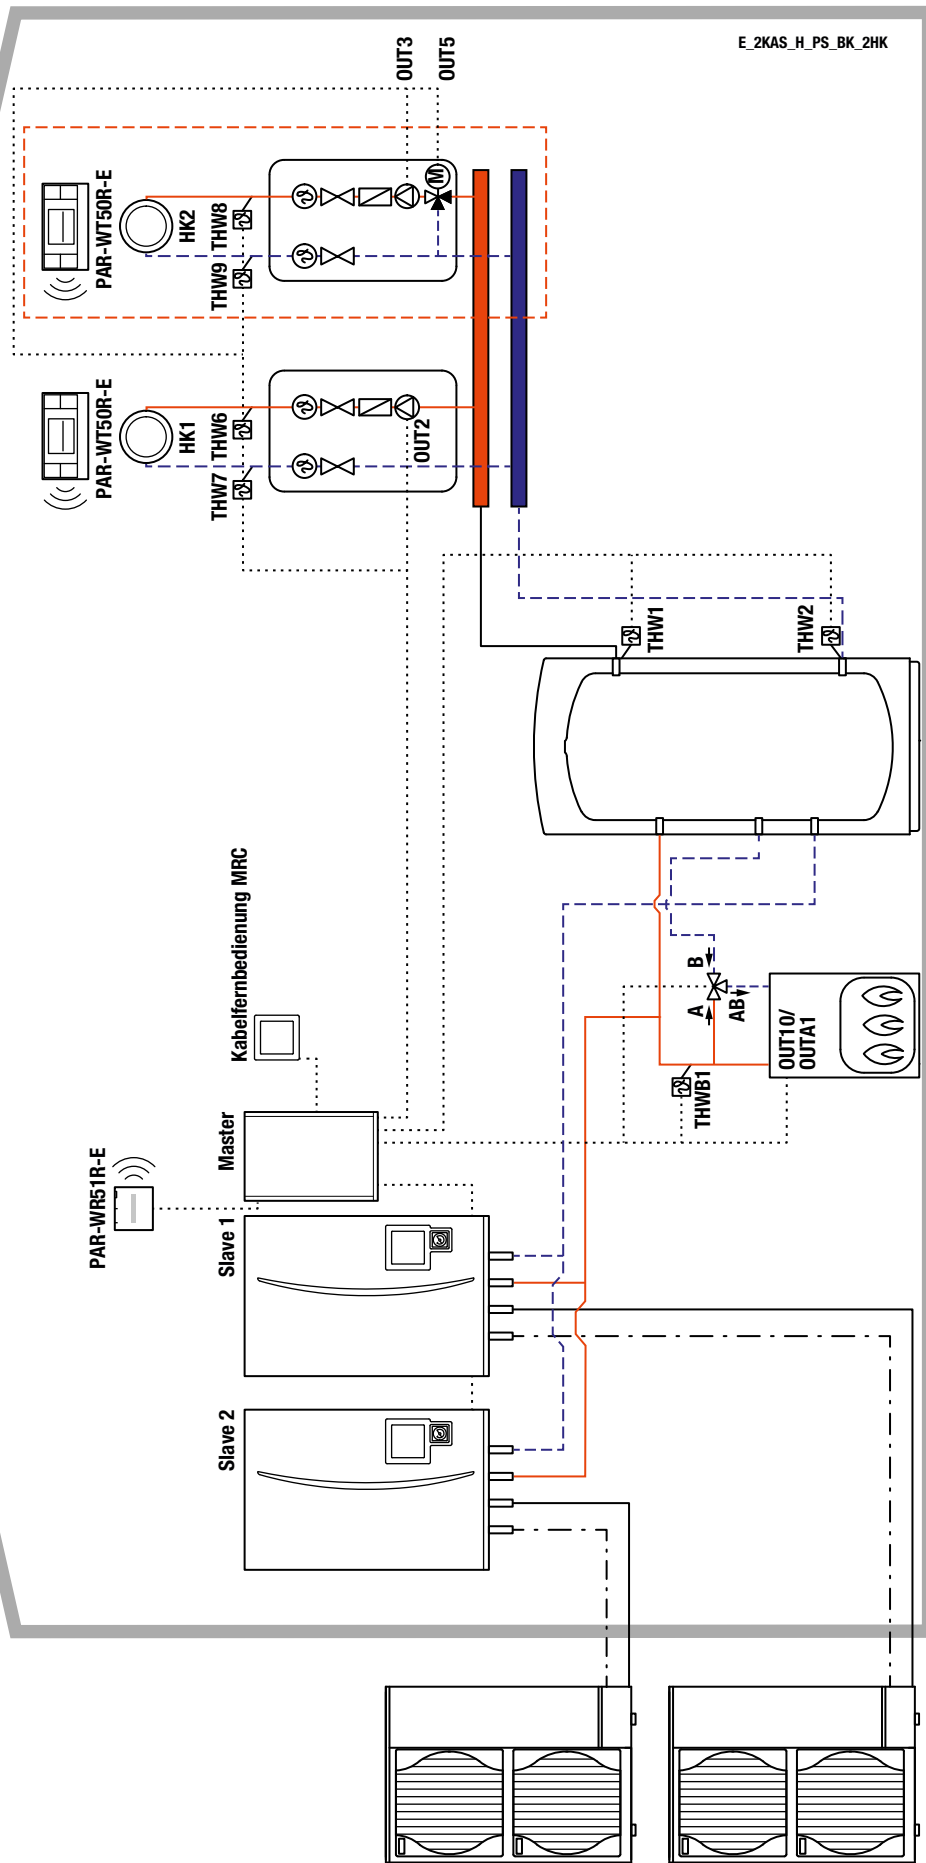 E_2KAS_H_PS_BK_2HK
Slave 2
Slave 1
PAR-WR51R-E
Master
Kabelfernbedienung MRC
THWB1
OUT10/
OUTA1
A
AB
B
THW1
THW2
PAR-WT50R-E
HK1
THW7
THW6
OUT2
PAR-WT50R-E
HK2
THW9
THW8
M
OUT3
OUT5